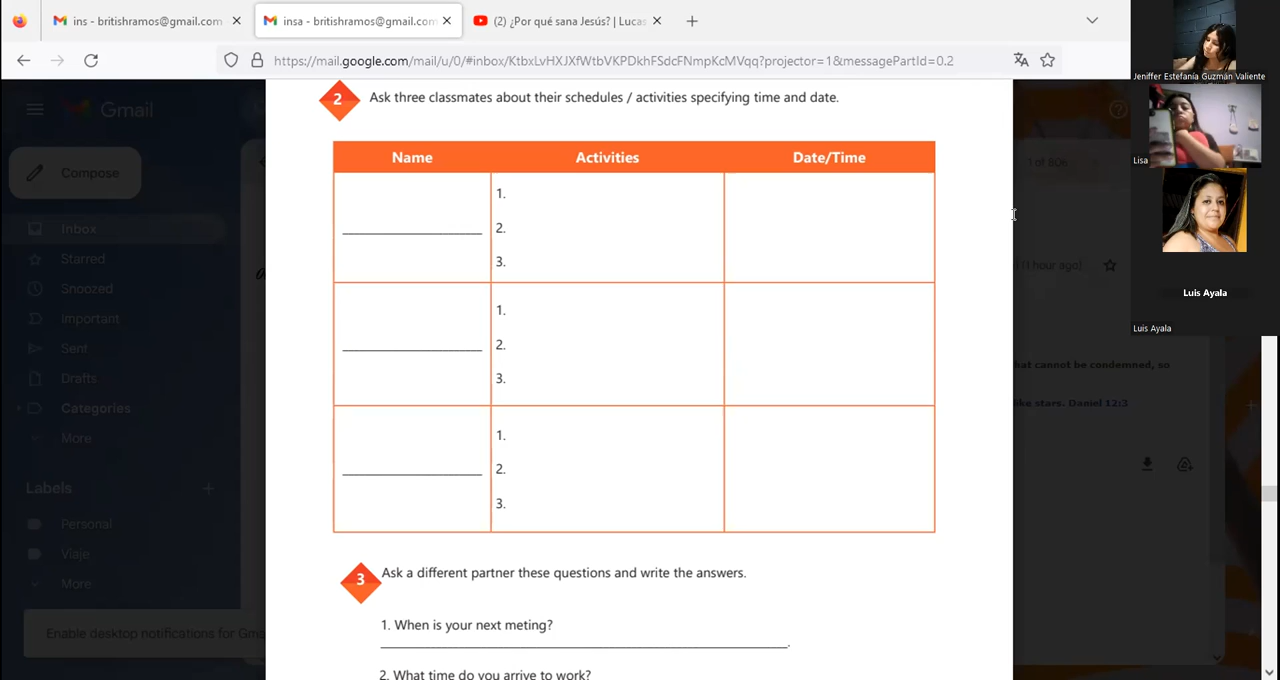 ins - britishramos@gmail.com
insa - britishramos@gmail.com
(2) ¿Por qué sana Jesús? | Lucas
https://mail.google.com/mail/u/0/#inbox/KtbxLvHXJXfWtbVKPDkhFSdcFNmpKcMVqq?projector=1&messagePartId=0.2
Gmail
Compose
Inbox
Starred
Snoozed
Important
Sent
Drafts
Categories
More
Labels
Personal
Viaje
More
Enable desktop notifications for Gma
2 Ask three classmates about their schedules / activities specifying time and date.
Name Activities Date/Time
1.
2.
3.
1.
2.
3.
1.
2.
3.
3 Ask a different partner these questions and write the answers.
1. When is your next meting?
2. What time do you arrive to work?
1 of 806
(1 hour ago)
hat cannot be condemned, so
like stars. Daniel 12:3
Jeniffer Estefanía Guzmán Valiente
Lisa
Luis Ayala
Luis Ayala